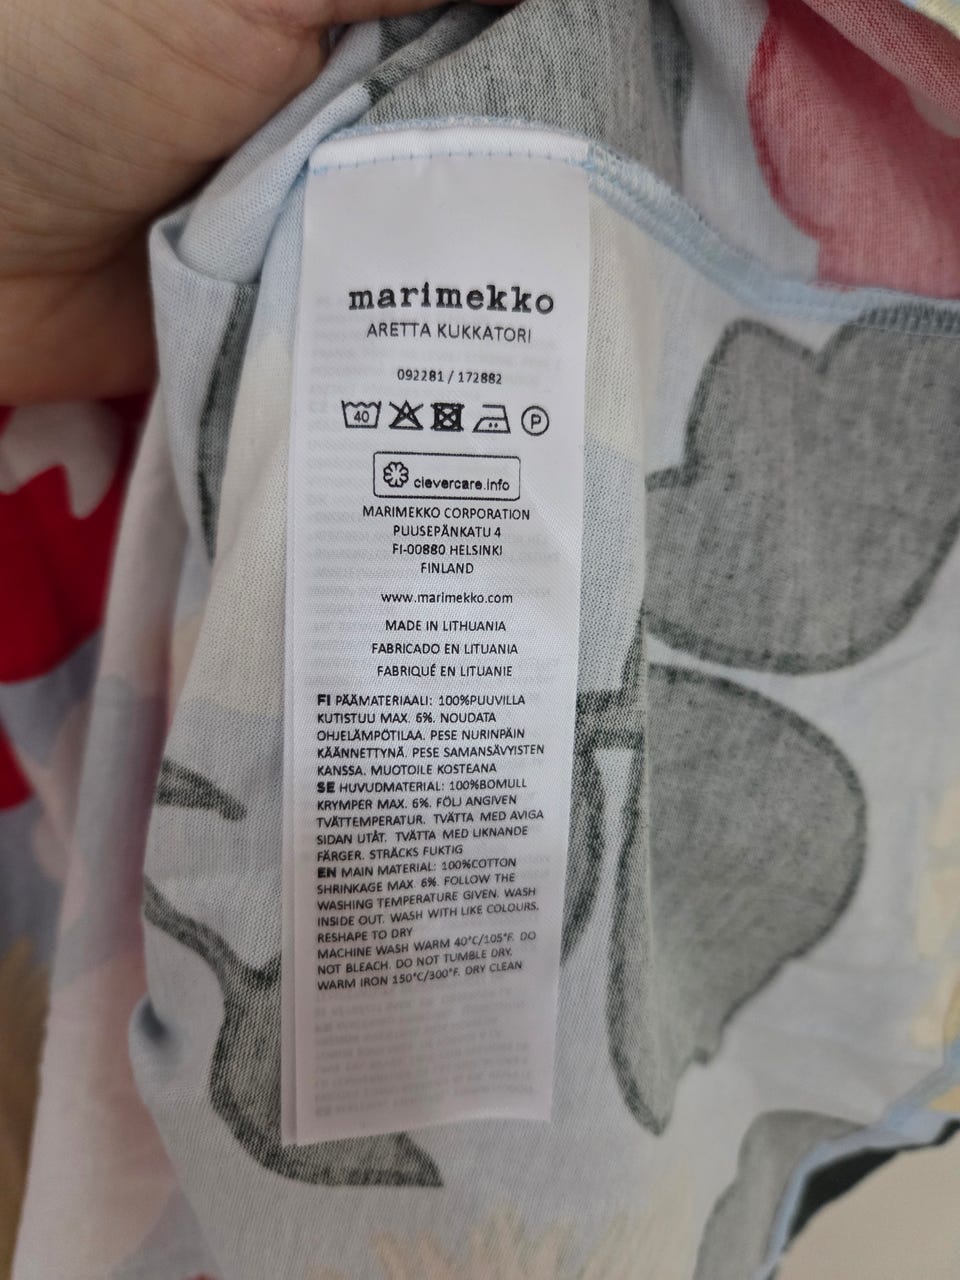 marimekko
ARETTA KUKKATORI
092281 / 172882
40
P
clevercare.info
MARIMEKKO CORPORATION
PUUSEPÄNKATU 4
FI-00880 HELSINKI
FINLAND
www.marimekko.com
MADE IN LITHUANIA
FABRICADO EN LITUANIA
FABRIQUÉ EN LITUANIE
FI PÄÄMATERIAALI: 100%PUUVILLA
KUTISTUU MAX. 6%. NOUDATA
OHJELÄMPÖTILAA. PESE NURINPÄIN
KÄÄNNETTYNÄ. PESE SAMANSÄVYISTEN
KANSSA. MUOTOILE KOSTEANA
SE HUVUDMATERIAL: 100%BOMULL
KRYMPER MAX. 6%. FÖLJ ANGIVEN
TVÄTTEMPERATUR. TVÄTTA MED AVIGA
SIDAN UTÅT. TVÄTTA MED LIKNANDE
FÄRGER. STRÄCKS FUKTIG
EN MAIN MATERIAL: 100%COTTON
SHRINKAGE MAX. 6%. FOLLOW THE
WASHING TEMPERATURE GIVEN. WASH
INSIDE OUT. WASH WITH LIKE COLOURS.
RESHAPE TO DRY
MACHINE WASH WARM 40°C/105°F. DO
NOT BLEACH. DO NOT TUMBLE DRY.
WARM IRON 150°C/300°F. DRY CLEAN